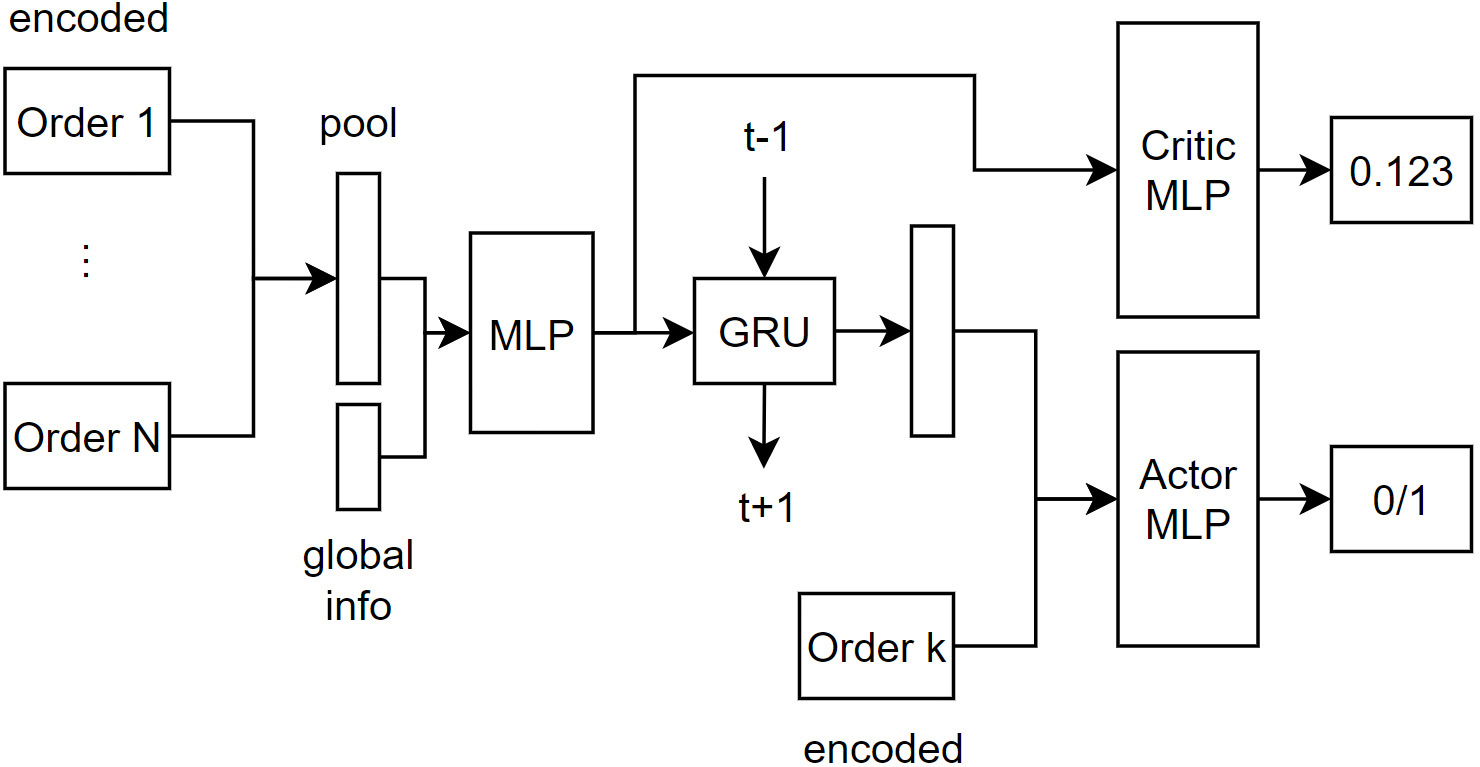 encoded
Order 1
⋮
Order N
pool
global
info
MLP
t-1
GRU
t+1
Order k
encoded
Critic
MLP
0.123
Actor
MLP
0/1